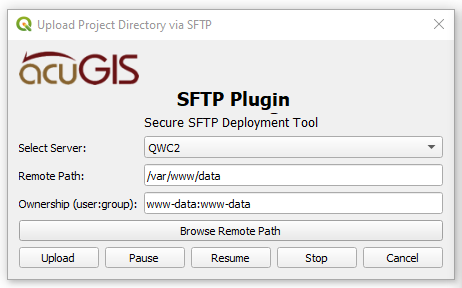 Upload Project Directory via SFTP
acuGIS
SFTP Plugin
Secure SFTP Deployment Tool
Select Server: QWC2
Remote Path: /var/www/data
Ownership (user:group): www-data:www-data
Browse Remote Path
Upload Pause Resume Stop Cancel